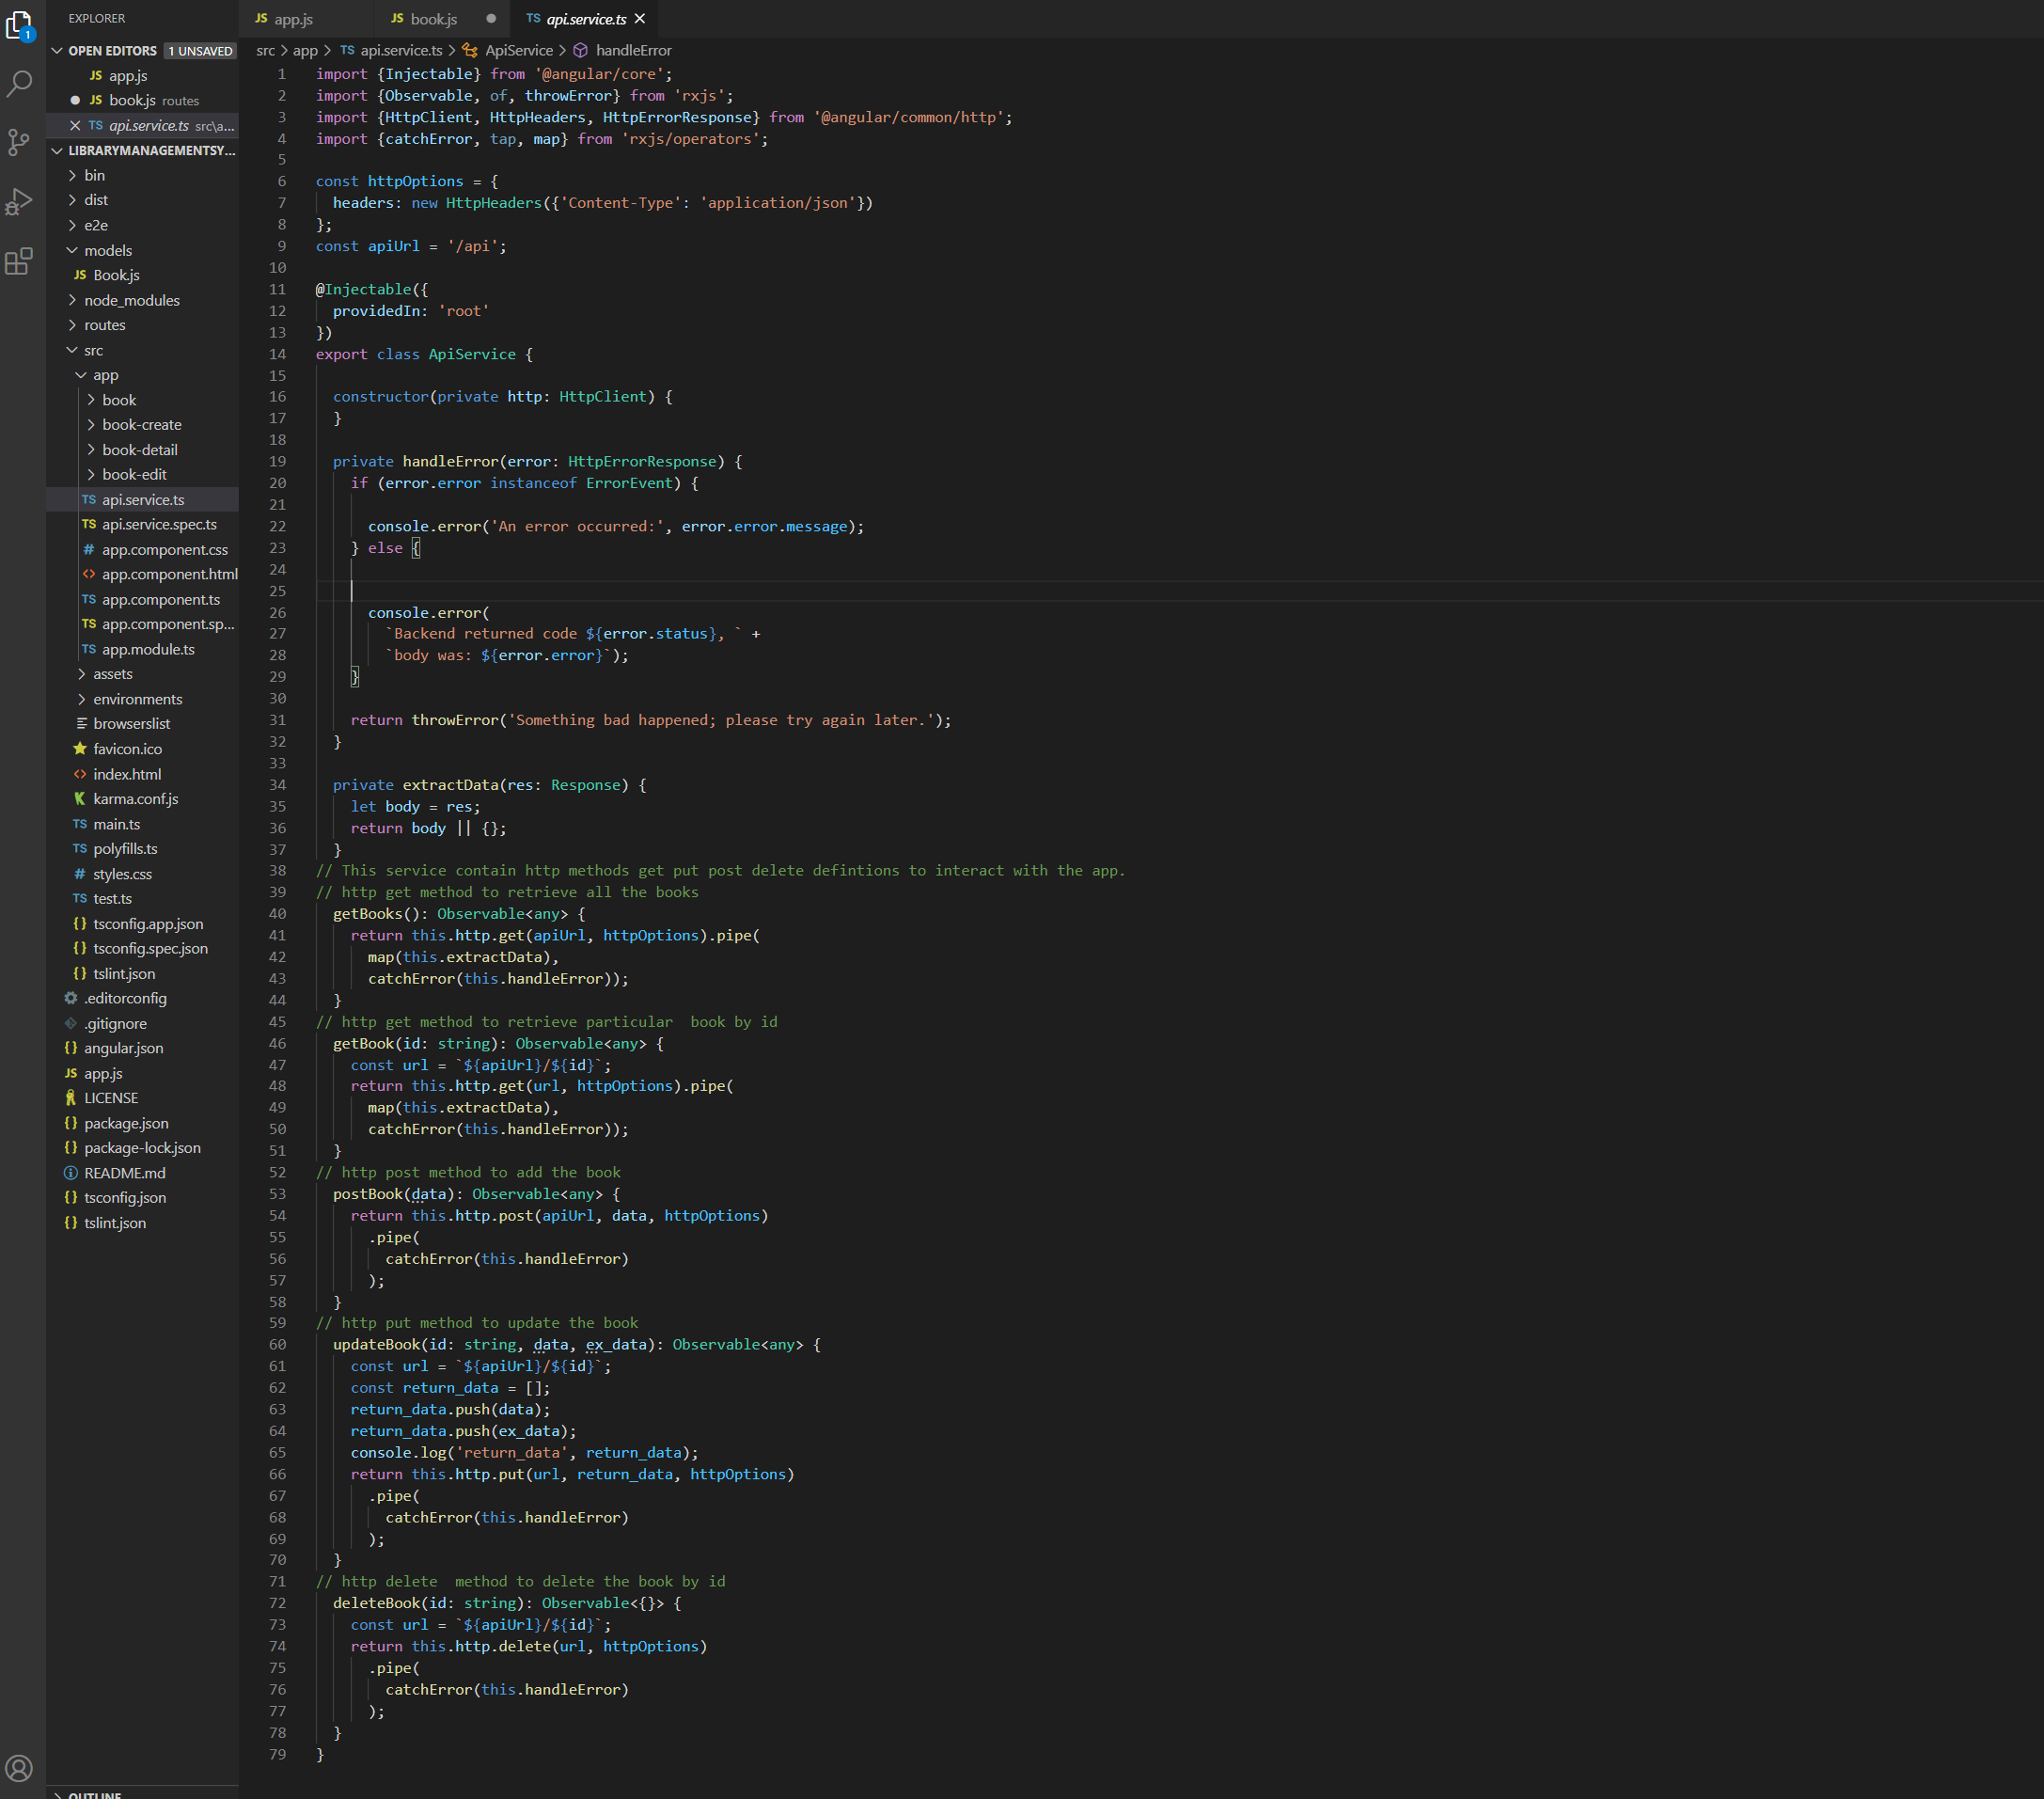 EXPLORER
OPEN EDITORS 1 UNSAVED
JS app.js
JS book.js routes
TS api.service.ts src\a...
LIBRARYMANAGEMENTSY...
bin
dist
e2e
models
JS Book.js
node_modules
routes
src
app
book
book-create
book-detail
book-edit
TS api.service.ts
TS api.service.spec.ts
# app.component.css
<> app.component.html
TS app.component.ts
TS app.component.sp...
TS app.module.ts
assets
environments
browserslist
favicon.ico
<> index.html
karma.conf.js
TS main.ts
TS polyfills.ts
# styles.css
TS test.ts
{} tsconfig.app.json
{} tsconfig.spec.json
{} tslint.json
.editorconfig
.gitignore
{} angular.json
JS app.js
LICENSE
{} package.json
{} package-lock.json
README.md
{} tsconfig.json
{} tslint.json
OUTLINE
1
JS app.js JS book.js TS api.service.ts
src > app > TS api.service.ts > ApiService > handleError
1 import {Injectable} from '@angular/core';
2 import {Observable, of, throwError} from 'rxjs';
3 import {HttpClient, HttpHeaders, HttpErrorResponse} from '@angular/common/http';
4 import {catchError, tap, map} from 'rxjs/operators';
5
6 const httpOptions = {
7 headers: new HttpHeaders({'Content-Type': 'application/json'})
8 };
9 const apiUrl = '/api';
10
11 @Injectable({
12 providedIn: 'root'
13 })
14 export class ApiService {
15
16 constructor(private http: HttpClient) {
17 }
18
19 private handleError(error: HttpErrorResponse) {
20 if (error.error instanceof ErrorEvent) {
21
22 console.error('An error occurred:', error.error.message);
23 } else {
24
25
26 console.error(
27 `Backend returned code ${error.status}, ` +
28 `body was: ${error.error}`);
29 }
30
31 return throwError('Something bad happened; please try again later.');
32 }
33
34 private extractData(res: Response) {
35 let body = res;
36 return body || {};
37 }
38 // This service contain http methods get put post delete defintions to interact with the app.
39 // http get method to retrieve all the books
40 getBooks(): Observable<any> {
41 return this.http.get(apiUrl, httpOptions).pipe(
42 map(this.extractData),
43 catchError(this.handleError));
44 }
45 // http get method to retrieve particular  book by id
46 getBook(id: string): Observable<any> {
47 const url = `${apiUrl}/${id}`;
48 return this.http.get(url, httpOptions).pipe(
49 map(this.extractData),
50 catchError(this.handleError));
51 }
52 // http post method to add the book
53 postBook(data): Observable<any> {
54 return this.http.post(apiUrl, data, httpOptions)
55 .pipe(
56 catchError(this.handleError)
57 );
58 }
59 // http put method to update the book
60 updateBook(id: string, data, ex_data): Observable<any> {
61 const url = `${apiUrl}/${id}`;
62 const return_data = [];
63 return_data.push(data);
64 return_data.push(ex_data);
65 console.log('return_data', return_data);
66 return this.http.put(url, return_data, httpOptions)
67 .pipe(
68 catchError(this.handleError)
69 );
70 }
71 // http delete  method to delete the book by id
72 deleteBook(id: string): Observable<{}> {
73 const url = `${apiUrl}/${id}`;
74 return this.http.delete(url, httpOptions)
75 .pipe(
76 catchError(this.handleError)
77 );
78 }
79 }